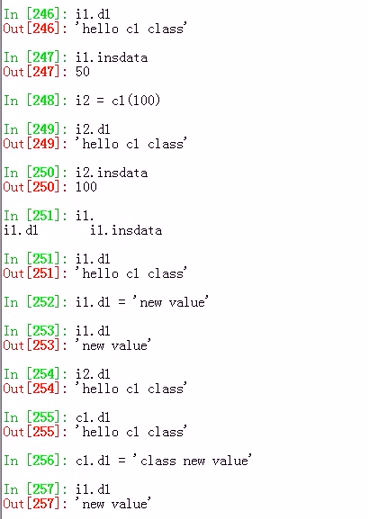 In [246]: i1.d1
Out[246]: 'hello c1 class'
In [247]: i1.insdata
Out[247]: 50
In [248]: i2 = c1(100)
In [249]: i2.d1
Out[249]: 'hello c1 class'
In [250]: i2.insdata
Out[250]: 100
In [251]: i1.
i1.d1 i1.insdata
In [251]: i1.d1
Out[251]: 'hello c1 class'
In [252]: i1.d1 = 'new value'
In [253]: i1.d1
Out[253]: 'new value'
In [254]: i2.d1
Out[254]: 'hello c1 class'
In [255]: c1.d1
Out[255]: 'hello c1 class'
In [256]: c1.d1 = 'class new value'
In [257]: i1.d1
Out[257]: 'new value'